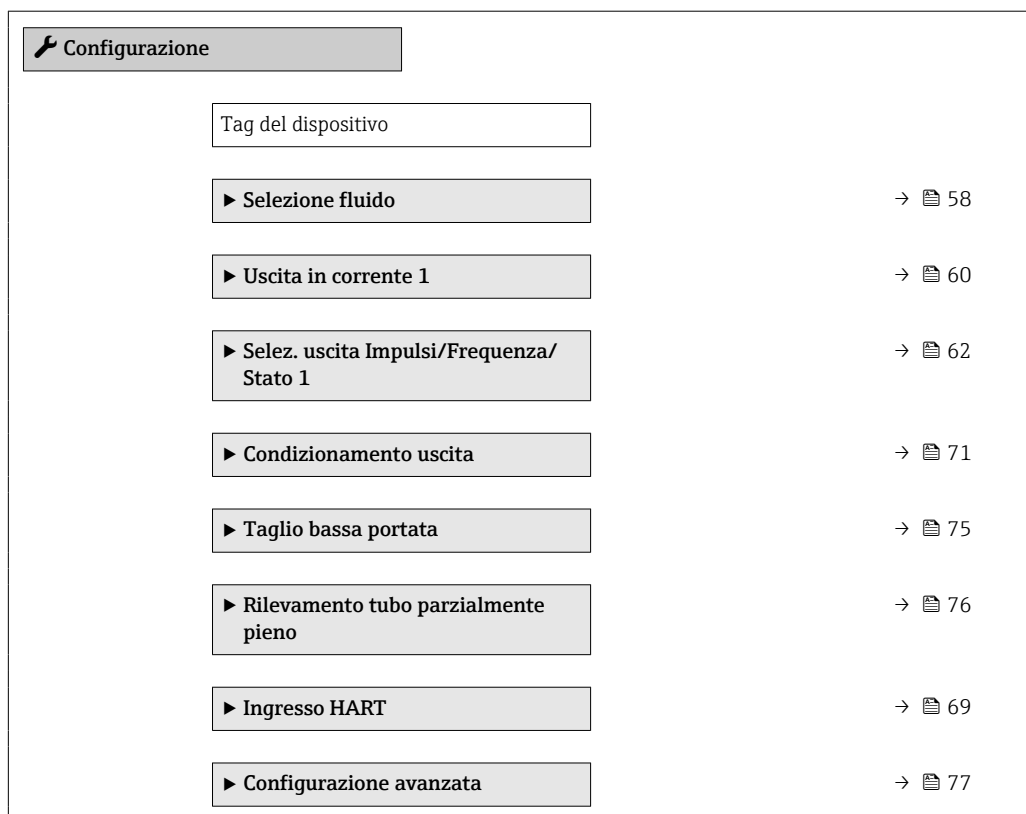 Configurazione
Tag del dispositivo
▶ Selezione fluido → 58
▶ Uscita in corrente 1 → 60
▶ Selez. uscita Impulsi/Frequenza/ → 62
Stato 1
▶ Condizionamento uscita → 71
▶ Taglio bassa portata → 75
▶ Rilevamento tubo parzialmente → 76
pieno
▶ Ingresso HART → 69
▶ Configurazione avanzata → 77